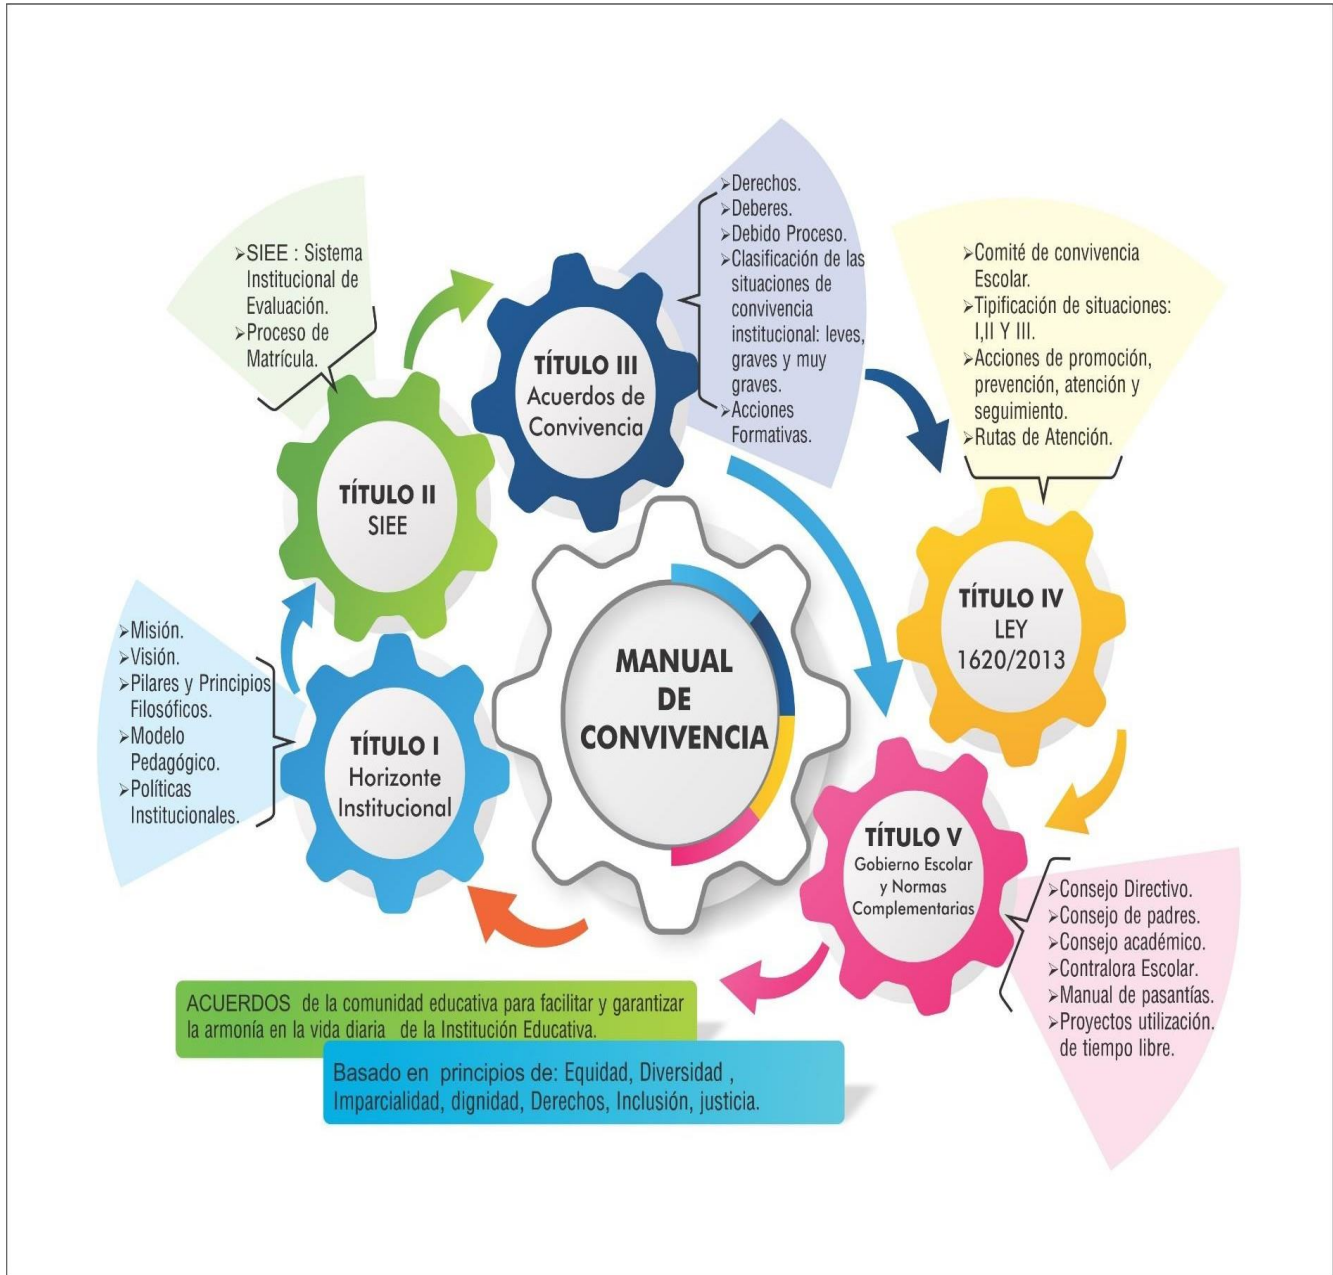 ➢Derechos.
➢Deberes.
➢Debido Proceso.
➢Clasificación de las
situaciones de
convivencia
institucional: leves,
graves y muy
graves.
➢Acciones
Formativas.
➢SIEE : Sistema
Institucional de
Evaluación.
➢Proceso de
Matrícula.
➢Comité de convivencia
Escolar.
➢Tipificación de situaciones:
I,II Y III.
➢Acciones de promoción,
prevención, atención y
seguimiento.
➢Rutas de Atención.
TÍTULO III
Acuerdos de
Convivencia
TÍTULO II
SIEE
TÍTULO IV
LEY
1620/2013
➢Misión.
➢Visión.
➢Pilares y Principios
Filosóficos.
➢Modelo
Pedagógico.
➢Políticas
Institucionales.
TÍTULO I
Horizonte
Institucional
MANUAL
DE
CONVIVENCIA
TÍTULO V
Gobierno Escolar
y Normas
Complementarias
➢Consejo Directivo.
➢Consejo de padres.
➢Consejo académico.
➢Contralora Escolar.
➢Manual de pasantías.
➢Proyectos utilización.
de tiempo libre.
ACUERDOS de la comunidad educativa para facilitar y garantizar
la armonía en la vida diaria de la Institución Educativa.
Basado en principios de: Equidad, Diversidad ,
Imparcialidad, dignidad, Derechos, Inclusión, justicia.